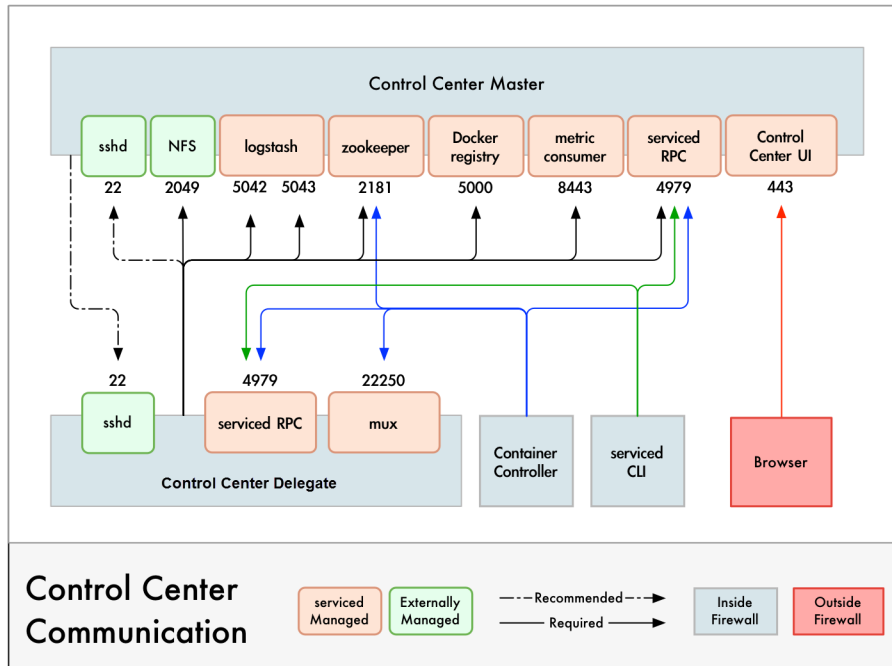 Control Center Master
sshd
NFS
logstash
zookeeper
Docker
registry
metric
consumer
serviced
RPC
Control
Center UI
22
2049
5042
5043
2181
5000
8443
4979
443
22
4979
22250
sshd
serviced RPC
mux
Control Center Delegate
Container
Controller
serviced
CLI
Browser
Control Center
Communication
serviced
Managed
Externally
Managed
Recommended
Required
Inside
Firewall
Outside
Firewall